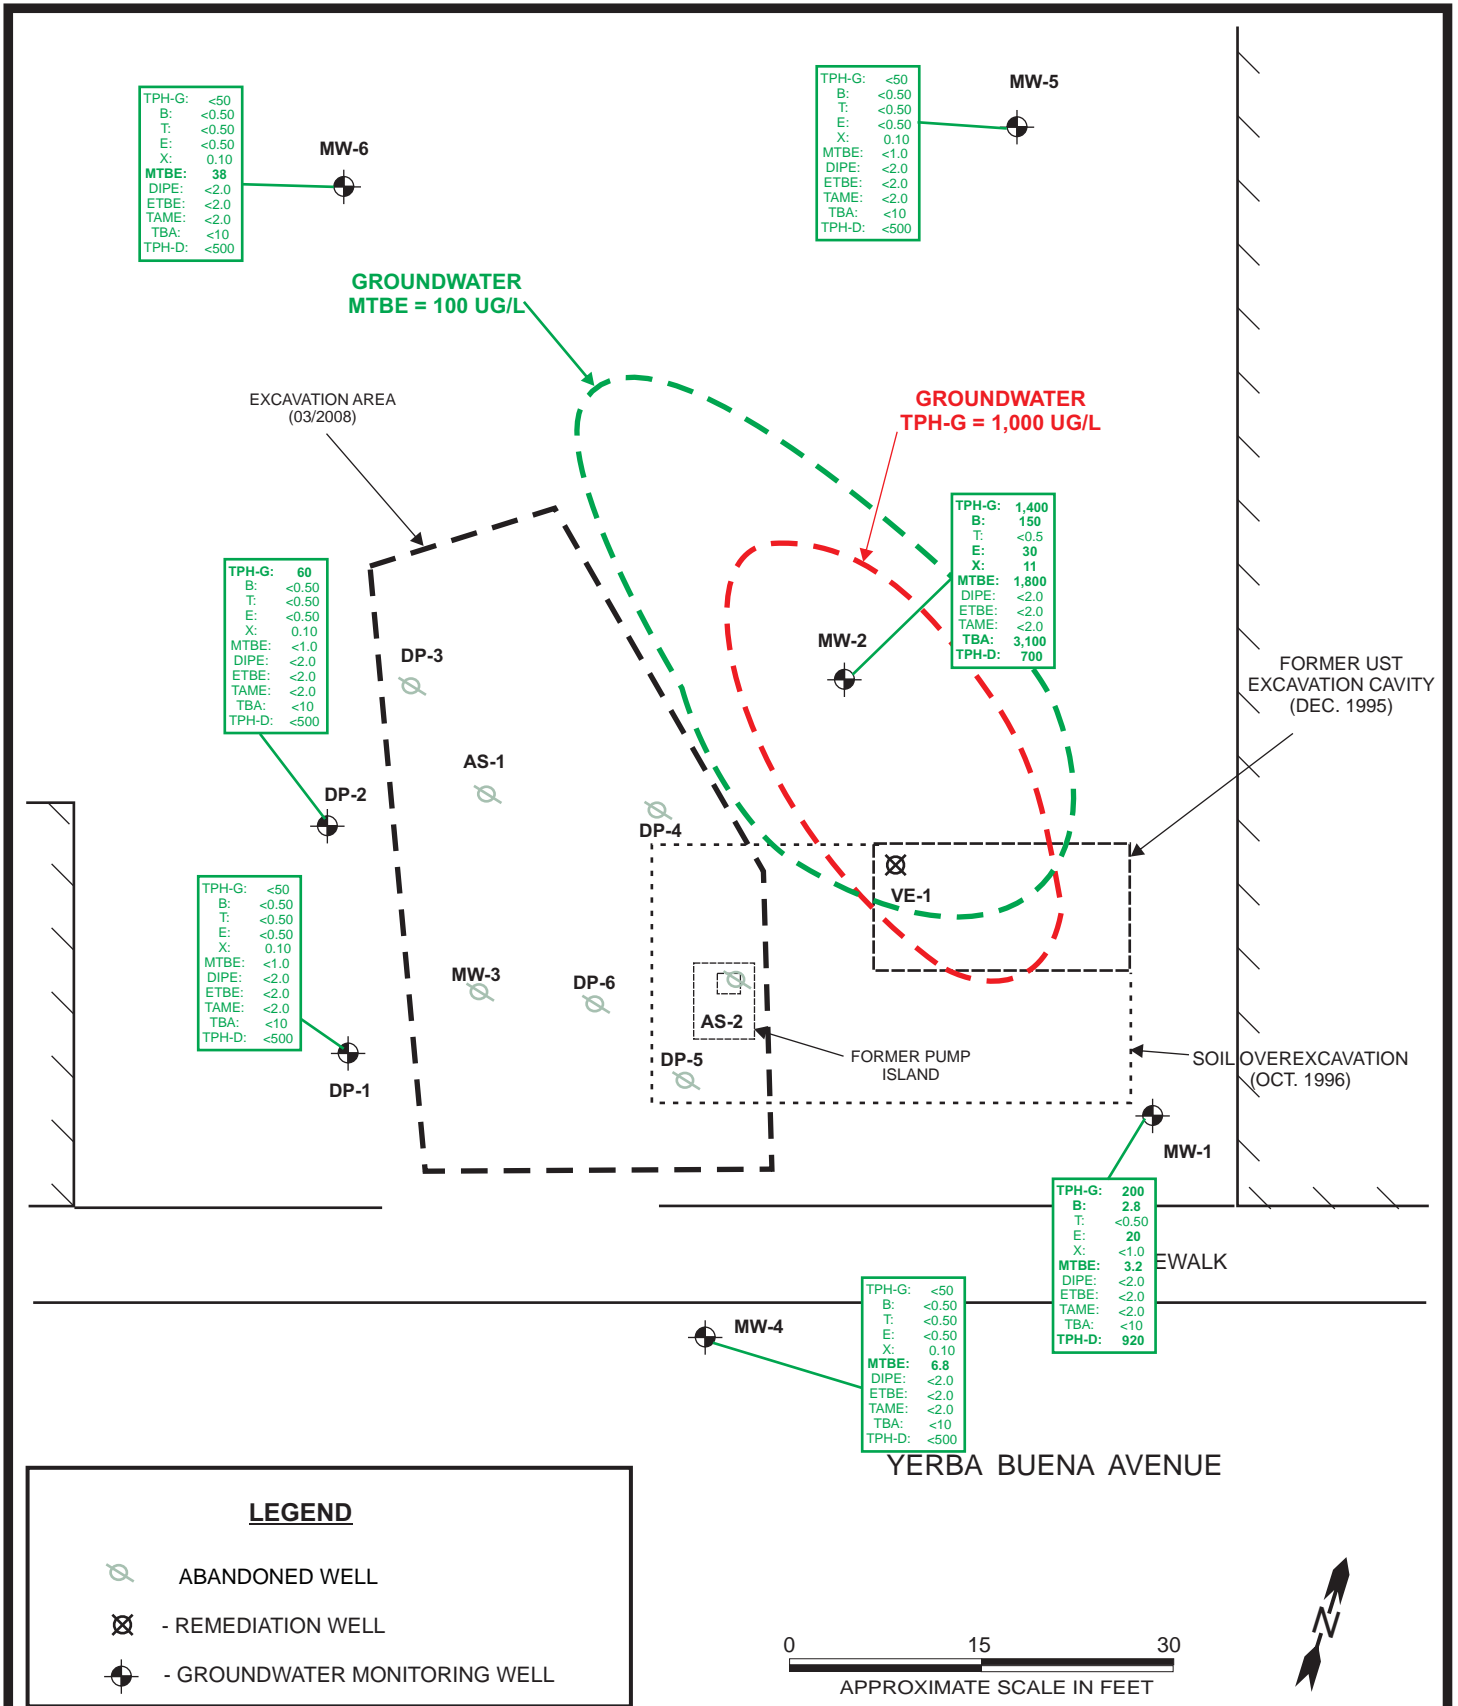 TPH-G: <50
B: <0.50
T: <0.50
E: <0.50
X: 0.10
MTBE: 38
DIPE: <2.0
ETBE: <2.0
TAME: <2.0
TBA: <10
TPH-D: <500
MW-6
TPH-G: <50
B: <0.50
T: <0.50
E: <0.50
X: 0.10
MTBE: <1.0
DIPE: <2.0
ETBE: <2.0
TAME: <2.0
TBA: <10
TPH-D: <500
MW-5
GROUNDWATER
MTBE = 100 UG/L
EXCAVATION AREA
(03/2008)
GROUNDWATER
TPH-G = 1,000 UG/L
TPH-G: 1,400
B: 150
T: <0.5
E: 30
X: 11
MTBE: 1,800
DIPE: <2.0
ETBE: <2.0
TAME: <2.0
TBA: 3,100
TPH-D: 700
MW-2
TPH-G: 60
B: <0.50
T: <0.50
E: <0.50
X: 0.10
MTBE: <1.0
DIPE: <2.0
ETBE: <2.0
TAME: <2.0
TBA: <10
TPH-D: <500
DP-3
FORMER UST
EXCAVATION CAVITY
(DEC. 1995)
AS-1
DP-2
DP-4
TPH-G: <50
B: <0.50
T: <0.50
E: <0.50
X: 0.10
MTBE: <1.0
DIPE: <2.0
ETBE: <2.0
TAME: <2.0
TBA: <10
TPH-D: <500
VE-1
MW-3
DP-6
AS-2
DP-5
FORMER PUMP
ISLAND
SOIL OVEREXCAVATION
(OCT. 1996)
DP-1
MW-1
TPH-G: 200
B: 2.8
T: <0.50
E: 20
X: <1.0
MTBE: 3.2
DIPE: <2.0
ETBE: <2.0
TAME: <2.0
TBA: <10
TPH-D: 920
EWALK
MW-4
TPH-G: <50
B: <0.50
T: <0.50
E: <0.50
X: 0.10
MTBE: 6.8
DIPE: <2.0
ETBE: <2.0
TAME: <2.0
TBA: <10
TPH-D: <500
YERBA BUENA AVENUE
LEGEND
ABANDONED WELL
- REMEDIATION WELL
- GROUNDWATER MONITORING WELL
0 15 30
APPROXIMATE SCALE IN FEET
N